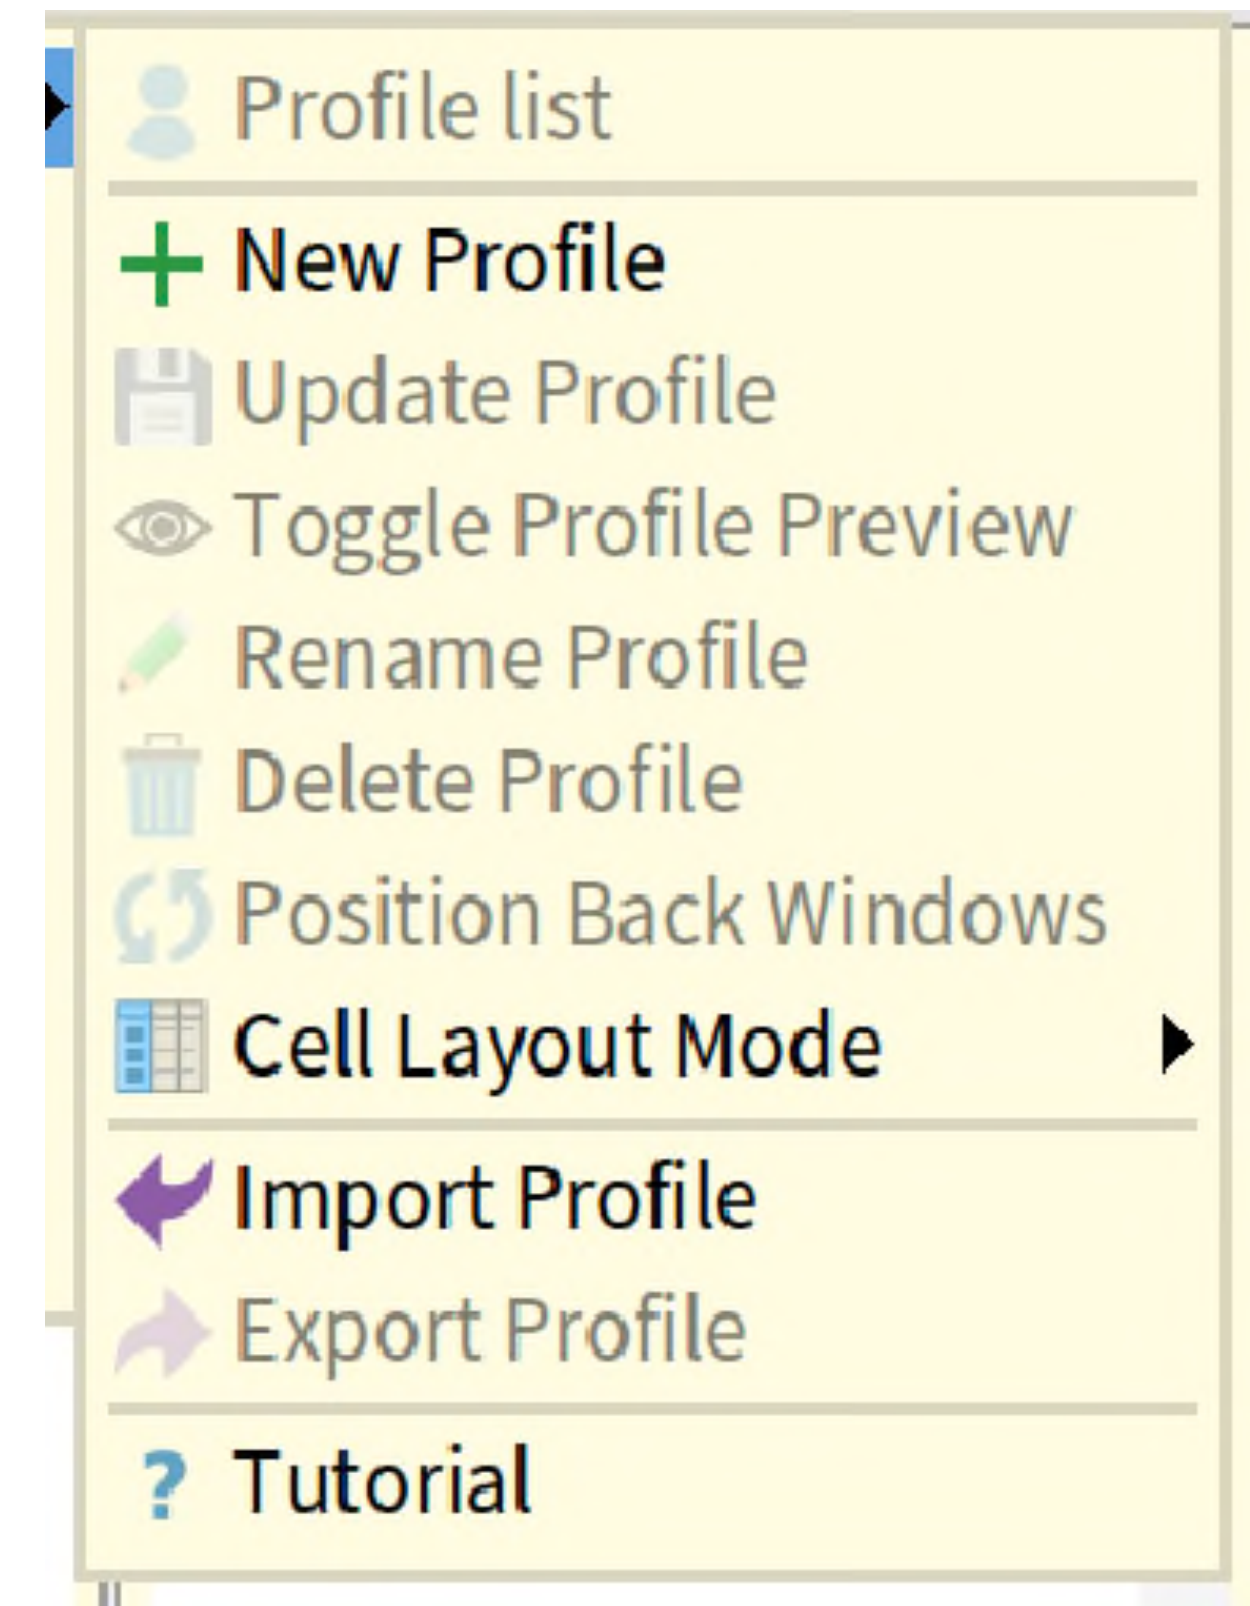 Profile list
New Profile
Update Profile
Toggle Profile Preview
Rename Profile
Delete Profile
Position Back Windows
Cell Layout Mode
Import Profile
Export Profile
? Tutorial